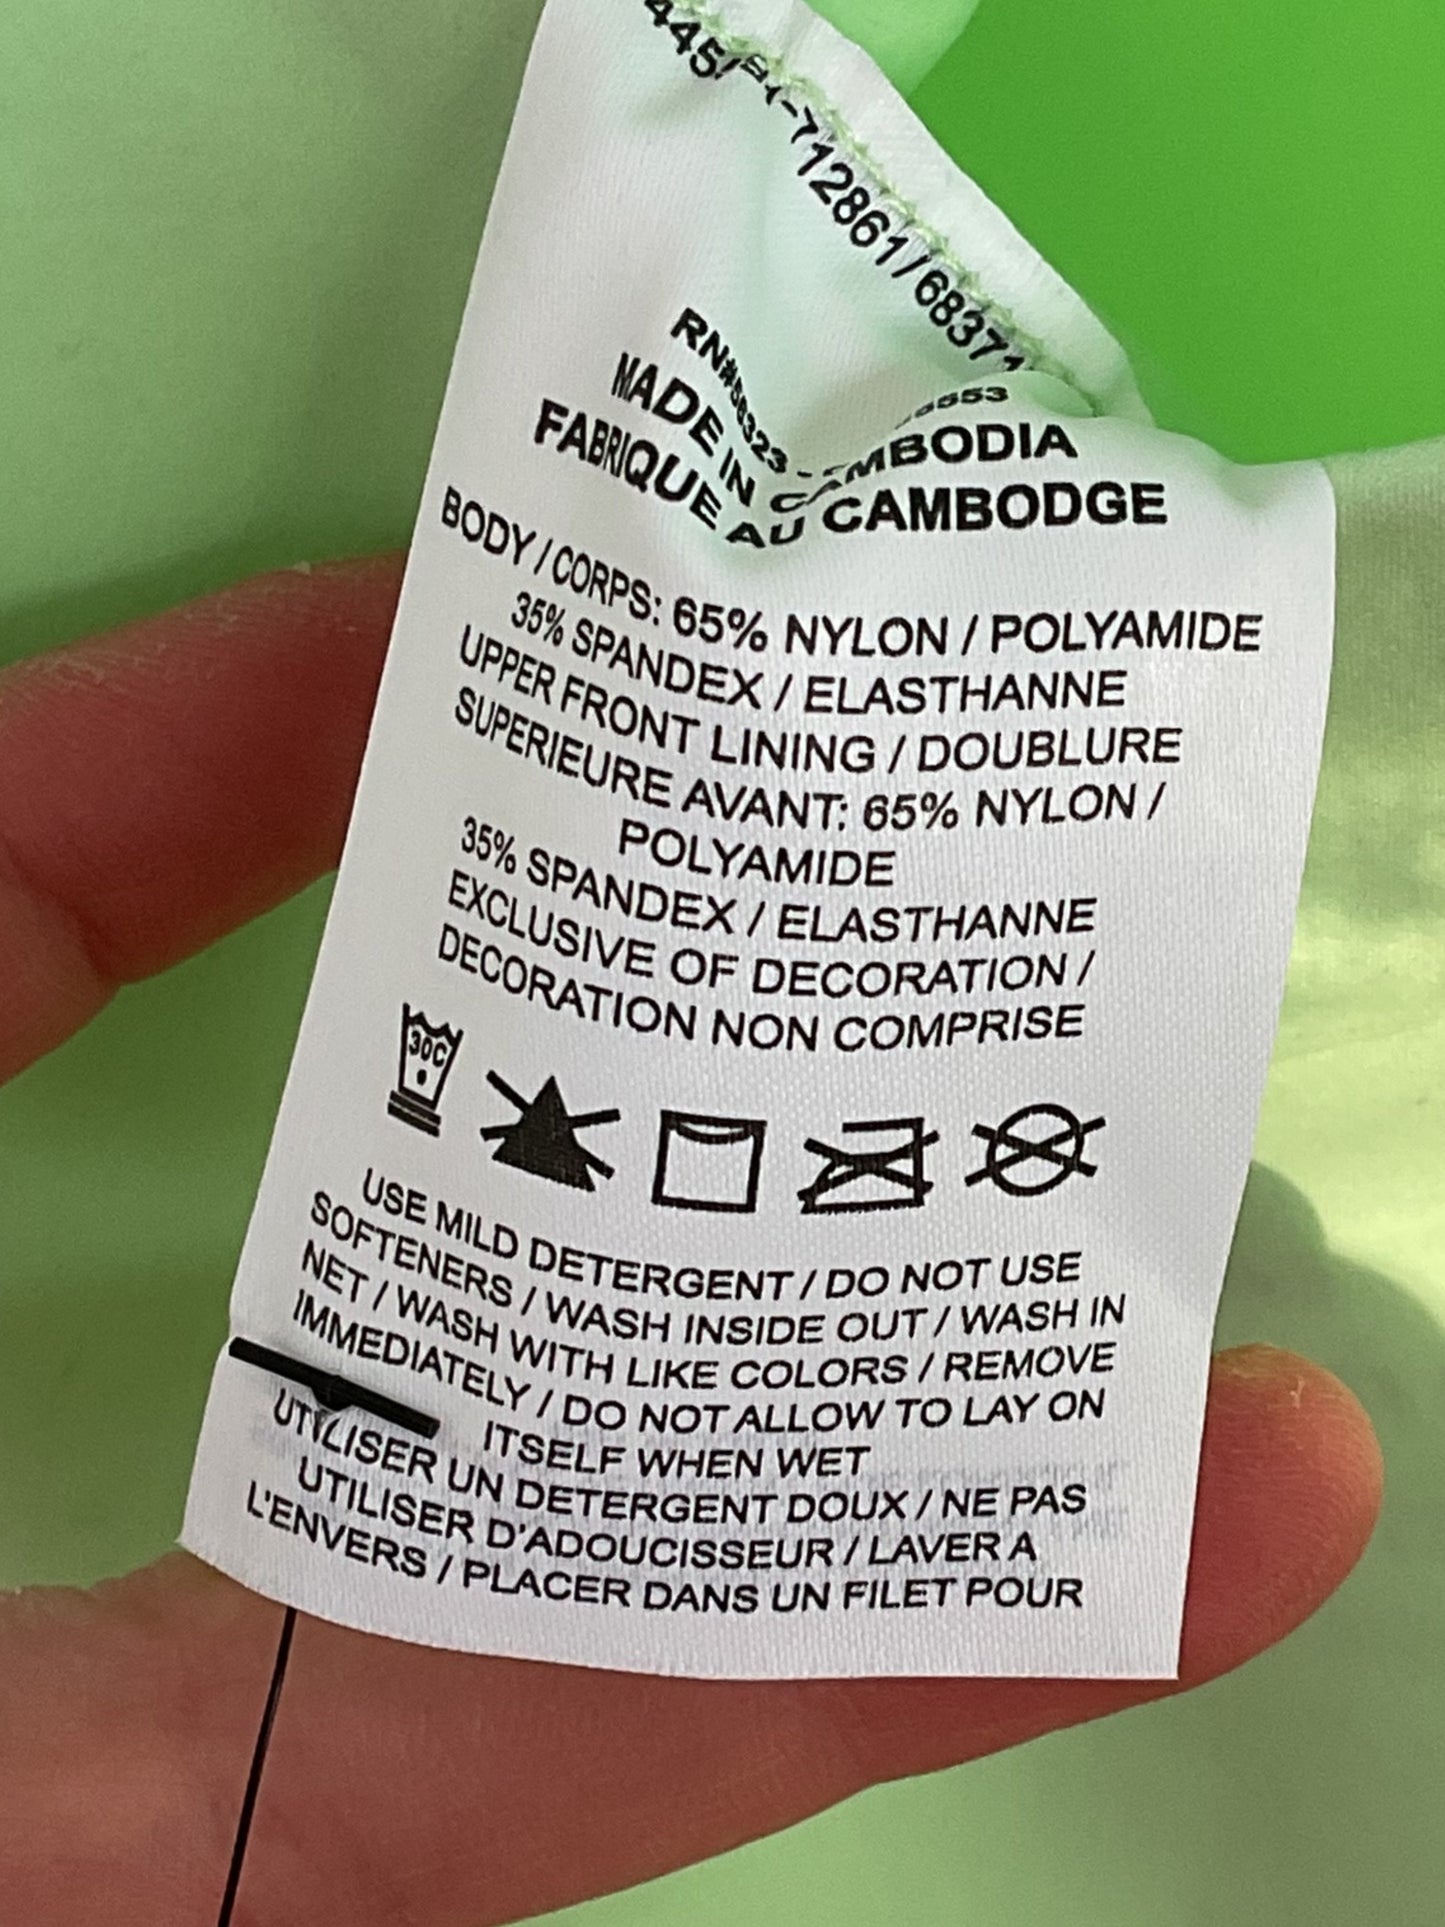 712861/68371
RN#56323
MADE IN CAMBODIA
FABRIQUE AU CAMBODGE
BODY / CORPS: 65% NYLON / POLYAMIDE
35% SPANDEX / ELASTHANNE
UPPER FRONT LINING / DOUBLURE
SUPERIEURE AVANT: 65% NYLON /
POLYAMIDE
35% SPANDEX / ELASTHANNE
EXCLUSIVE OF DECORATION /
DECORATION NON COMPRISE
30C
USE MILD DETERGENT / DO NOT USE
SOFTENERS / WASH INSIDE OUT / WASH IN
NET / WASH WITH LIKE COLORS / REMOVE
IMMEDIATELY / DO NOT ALLOW TO LAY ON
ITSELF WHEN WET
UTILISER UN DETERGENT DOUX / NE PAS
UTILISER D'ADOUCISSEUR / LAVER A
L'ENVERS / PLACER DANS UN FILET POUR